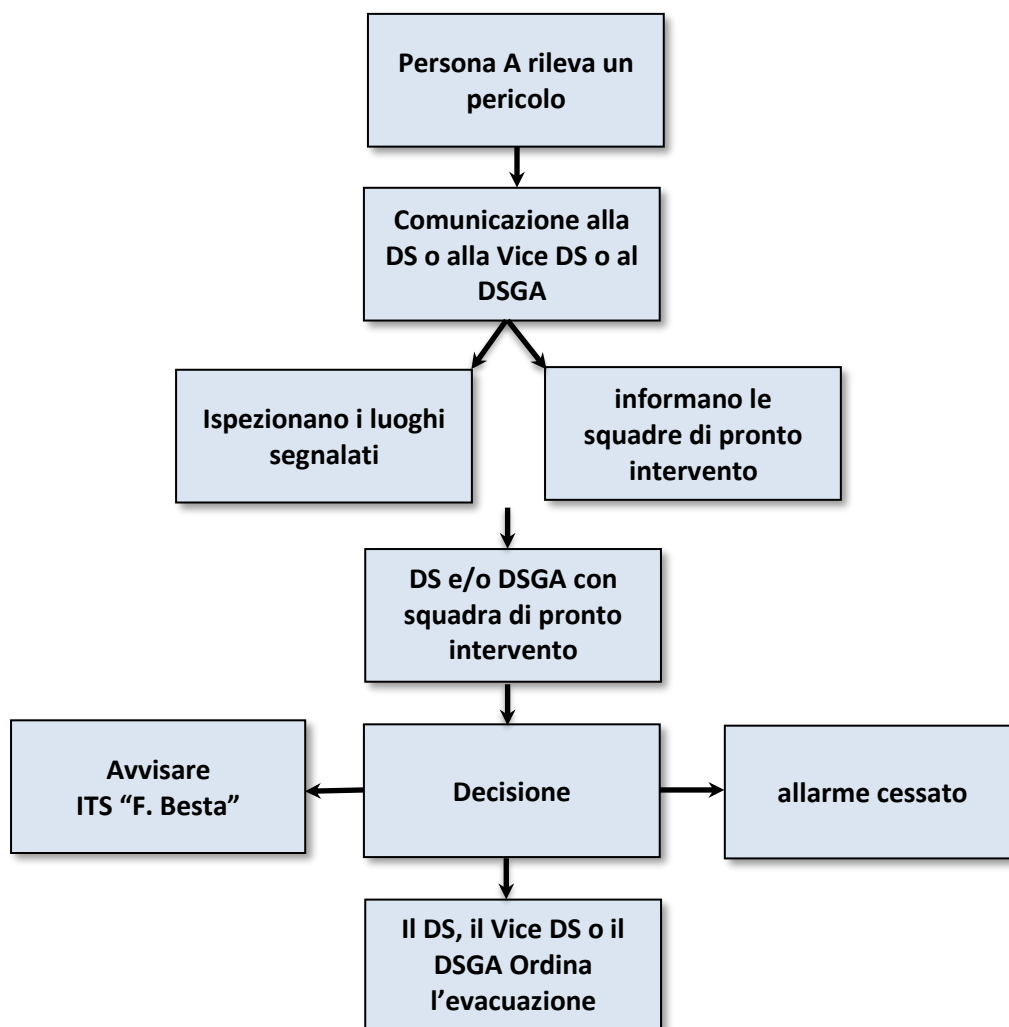 Persona A rileva un
pericolo
Comunicazione alla
DS o alla Vice DS o al
DSGA
Ispezionano i luoghi
segnalati
informano le
squadre di pronto
intervento
DS e/o DSGA con
squadra di pronto
intervento
Avvisare
ITS “F. Besta”
Decisione
allarme cessato
Il DS, il Vice DS o il
DSGA Ordina
l’evacuazione